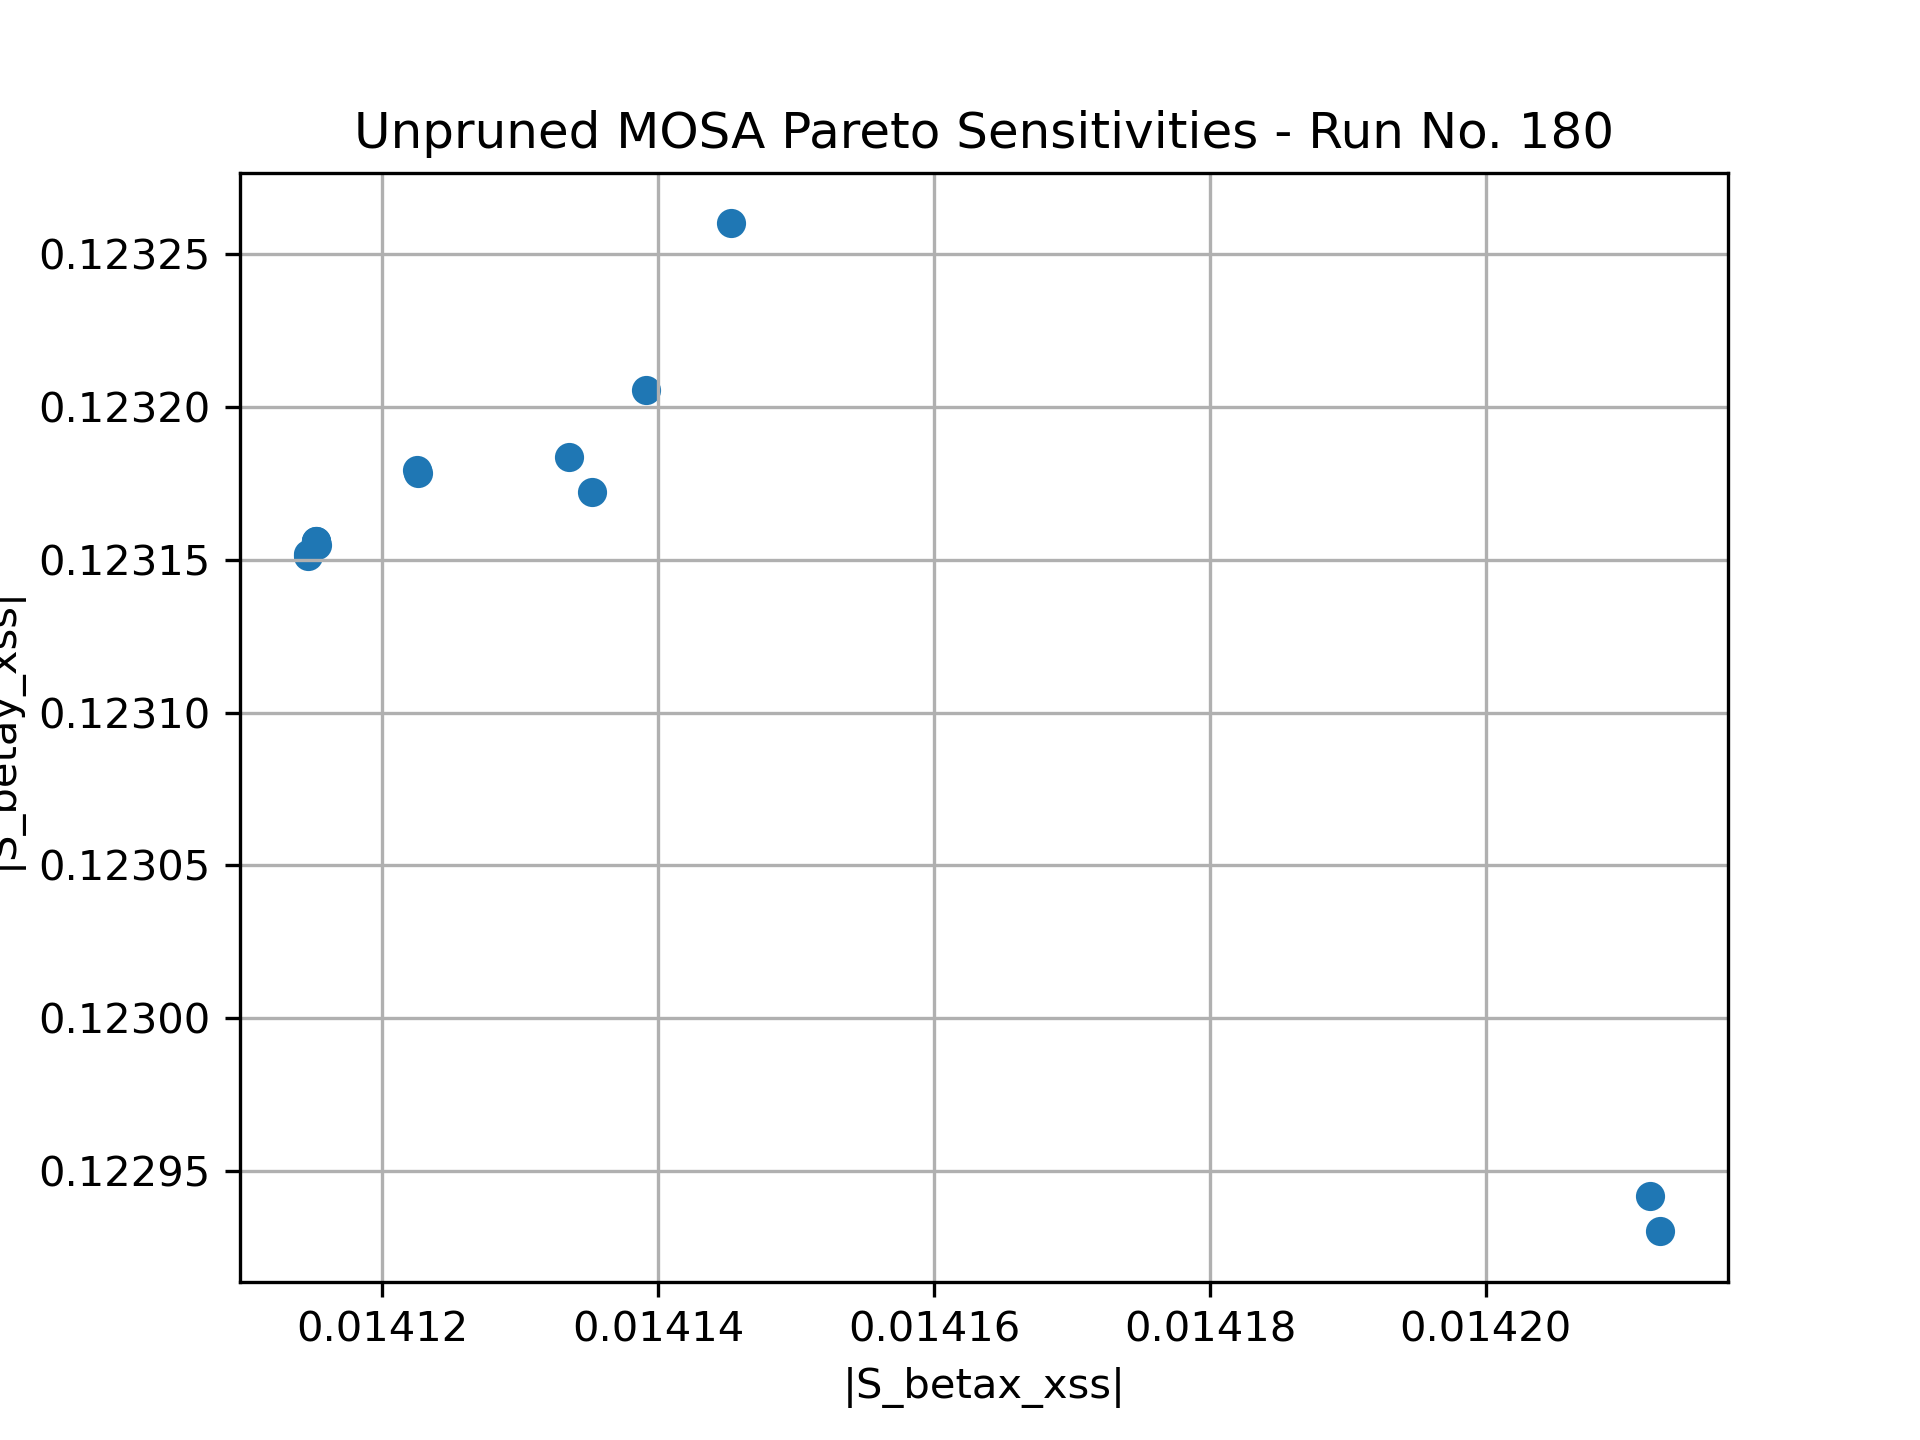 Unpruned MOSA Pareto Sensitivities - Run No. 180
0.12325
0.12320
0.12315
0.12310
0.12305
0.12300
0.12295
|S_betay_xss|
0.01412 0.01414 0.01416 0.01418 0.01420
|S_betax_xss|